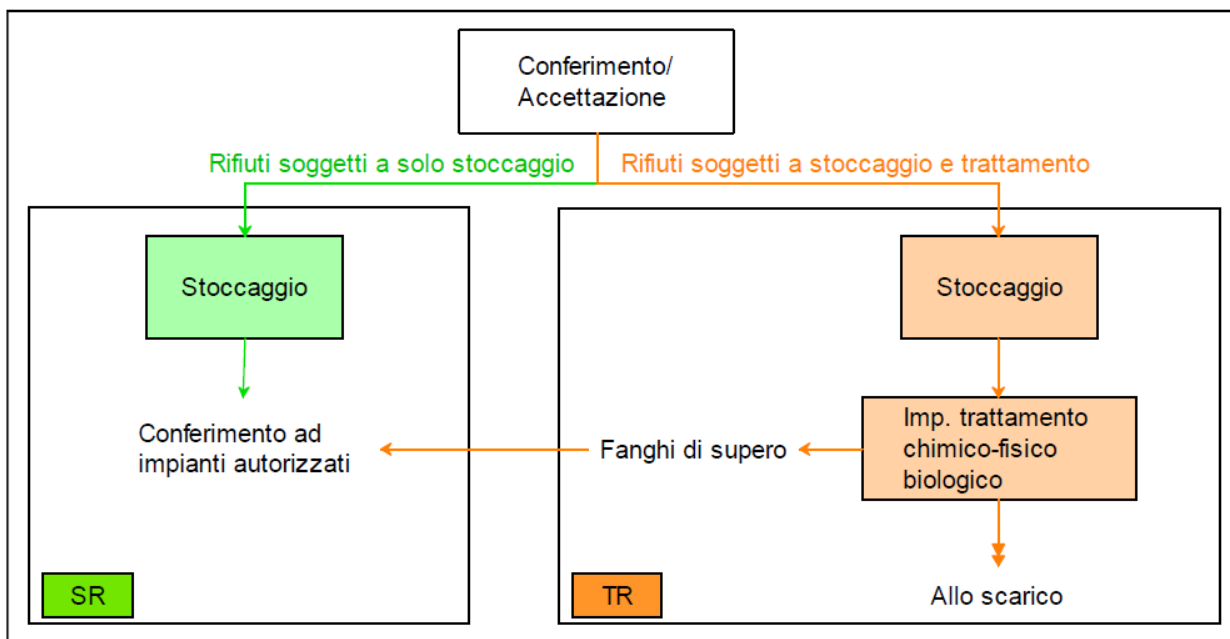 Conferimento/
Accettazione
Rifiuti soggetti a solo stoccaggio
Rifiuti soggetti a stoccaggio e trattamento
Stoccaggio
Stoccaggio
Conferimento ad
impianti autorizzati
Fanghi di supero
Imp. trattamento
chimico-fisico
biologico
SR
TR
Allo scarico